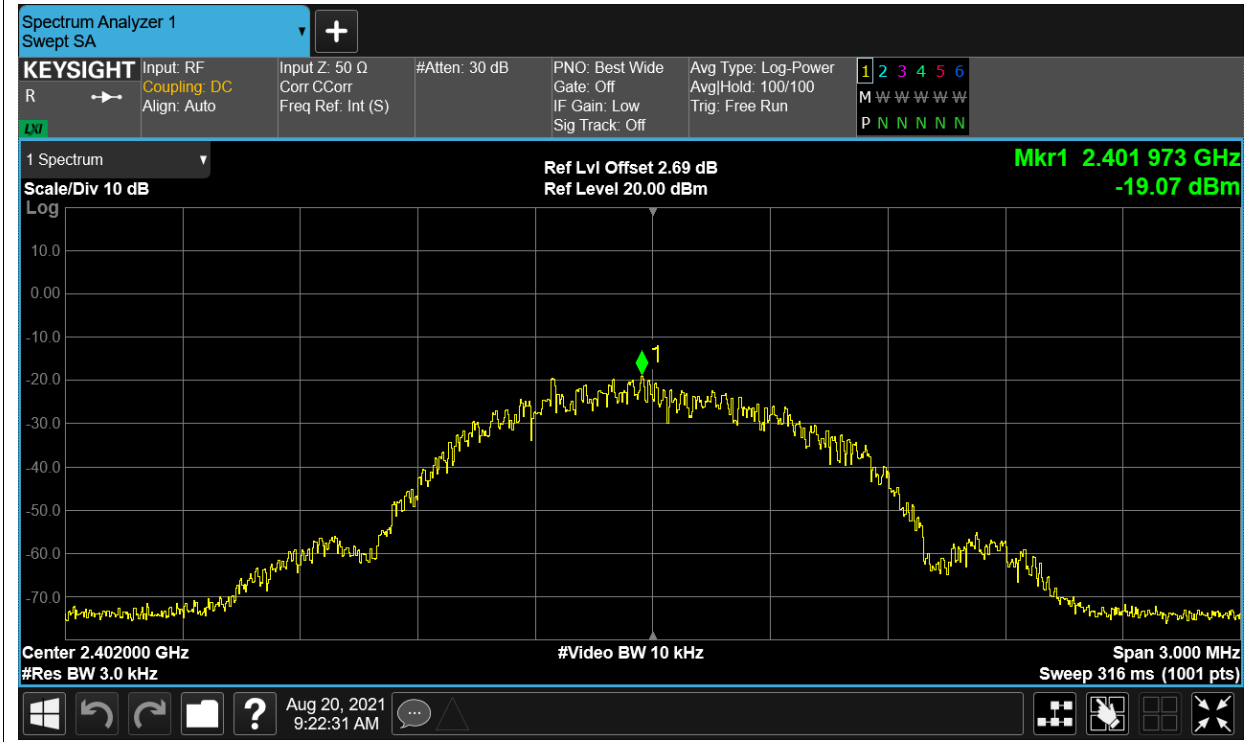 Spectrum Analyzer 1
Swept SA
KEYSIGHT
R
LXI
Input: RF
Coupling: DC
Align: Auto
Input Z: 50 Ω
Corr CCorr
Freq Ref: Int (S)
#Atten: 30 dB
PNO: Best Wide
Gate: Off
IF Gain: Low
Sig Track: Off
Avg Type: Log-Power
Avg|Hold: 100/100
Trig: Free Run
1 2 3 4 5 6
M W W W W W
P N N N N N
1 Spectrum
Scale/Div 10 dB
Log
Ref Lvl Offset 2.69 dB
Ref Level 20.00 dBm
Mkr1 2.401 973 GHz
-19.07 dBm
10.0
0.00
-10.0
-20.0
-30.0
-40.0
-50.0
-60.0
-70.0
1
Center 2.402000 GHz
#Res BW 3.0 kHz
#Video BW 10 kHz
Span 3.000 MHz
Sweep 316 ms (1001 pts)
?
Aug 20, 2021
9:22:31 AM